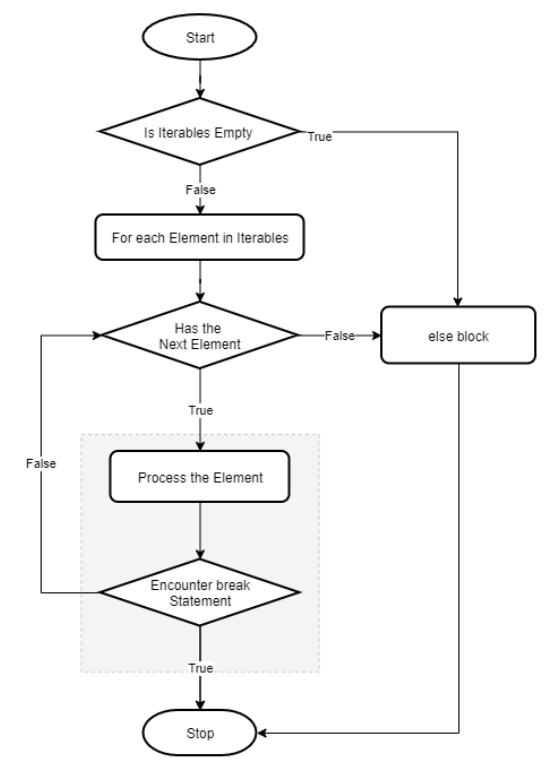 Start
Is Iterables Empty
True
False
For each Element in Iterables
Has the
Next Element
False
else block
True
False
Process the Element
Encounter break
Statement
True
Stop